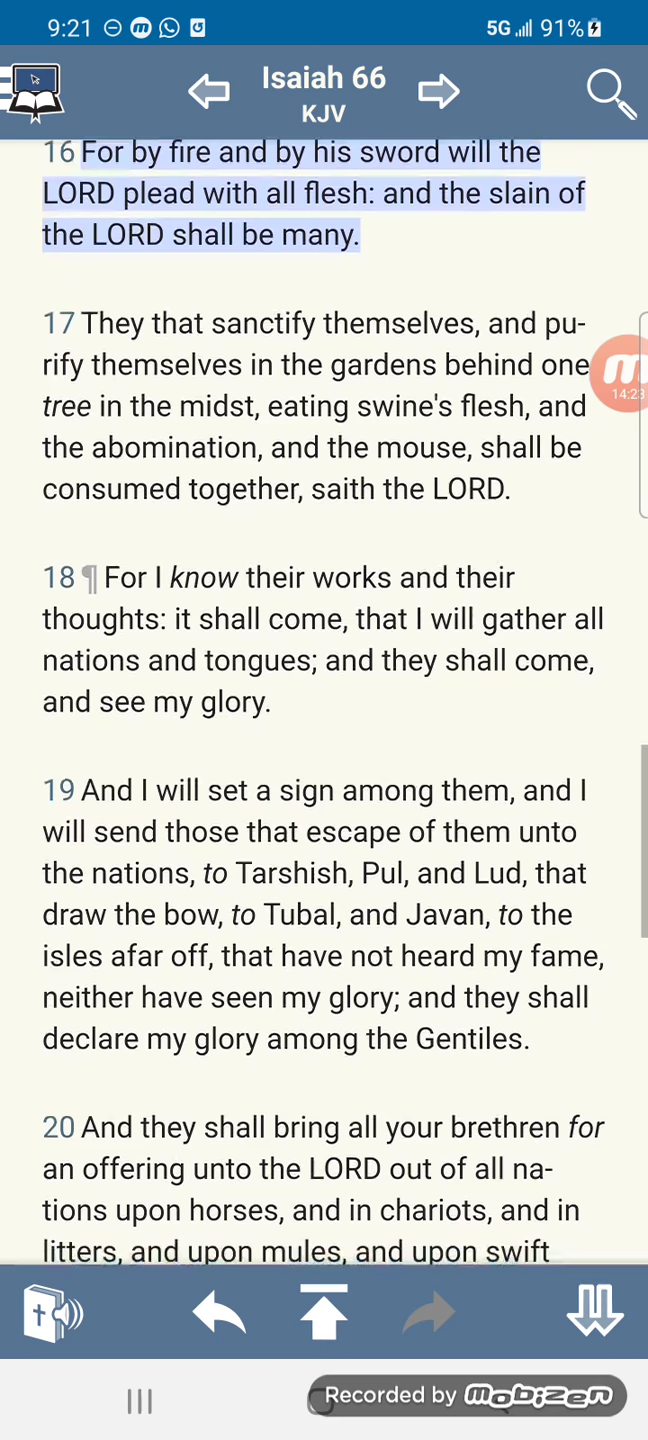 9:21
5G 91%
Isaiah 66
KJV
16 For by fire and by his sword will the
LORD plead with all flesh: and the slain of
the LORD shall be many.
17 They that sanctify themselves, and pu-
rify themselves in the gardens behind one
tree in the midst, eating swine's flesh, and
the abomination, and the mouse, shall be
consumed together, saith the LORD.
18 ¶ For I know their works and their
thoughts: it shall come, that I will gather all
nations and tongues; and they shall come,
and see my glory.
19 And I will set a sign among them, and I
will send those that escape of them unto
the nations, to Tarshish, Pul, and Lud, that
draw the bow, to Tubal, and Javan, to the
isles afar off, that have not heard my fame,
neither have seen my glory; and they shall
declare my glory among the Gentiles.
20 And they shall bring all your brethren for
an offering unto the LORD out of all na-
tions upon horses, and in chariots, and in
litters, and upon mules, and upon swift
m
14:23
Recorded by mobizen